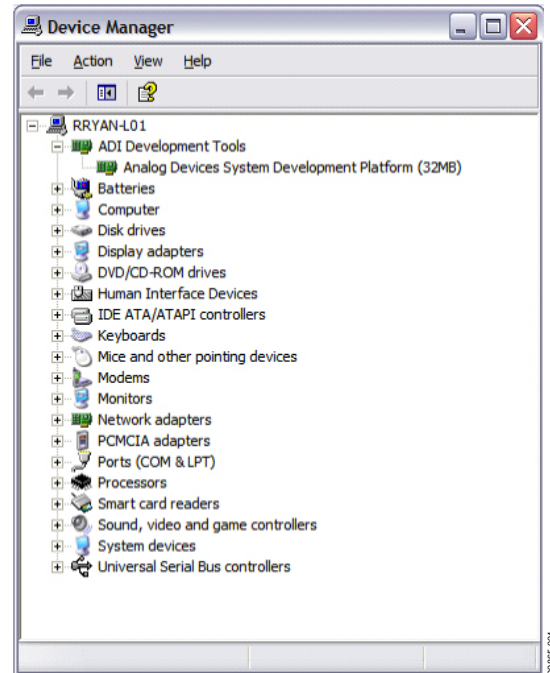 Device Manager
File Action View Help
RRYAN-L01
ADI Development Tools
Analog Devices System Development Platform (32MB)
Batteries
Computer
Disk drives
Display adapters
DVD/CD-ROM drives
Human Interface Devices
IDE ATA/ATAPI controllers
Keyboards
Mice and other pointing devices
Modems
Monitors
Network adapters
PCMCIA adapters
Ports (COM & LPT)
Processors
Smart card readers
Sound, video and game controllers
System devices
Universal Serial Bus controllers